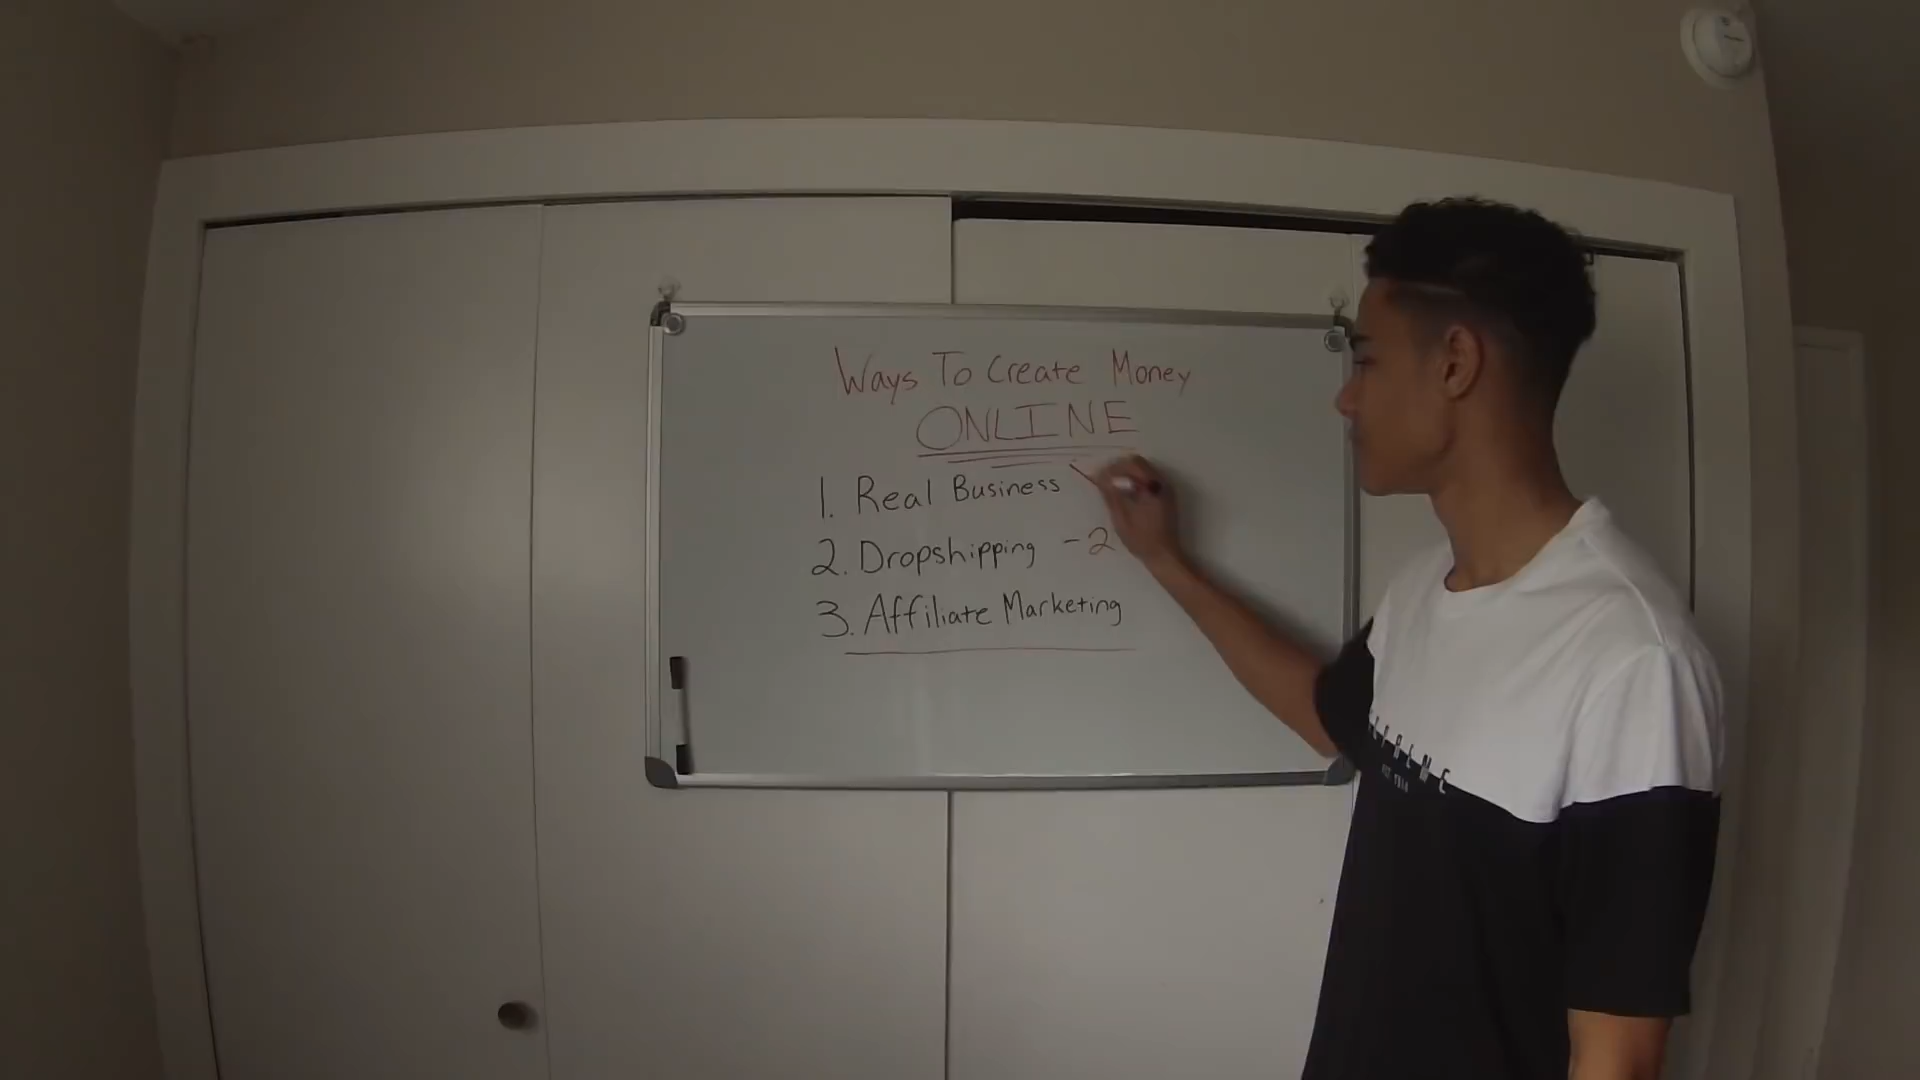 Ways To Create Money
ONLINE
1. Real Business
2. Dropshipping - 2
3. Affiliate Marketing